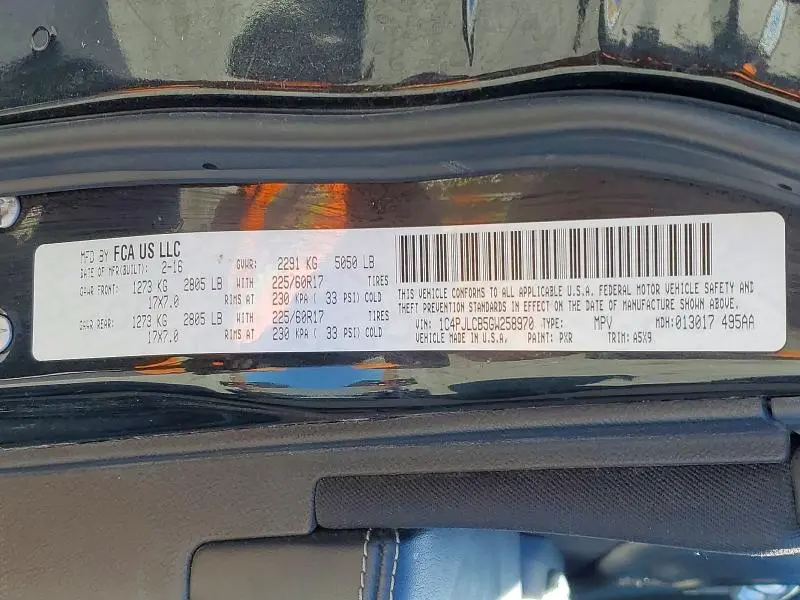 MFD BY FCA US LLC
DATE OF MFR(BUILT): 2-16 GVWR: 2291 KG 5050 LB
GAWR FRONT: 1273 KG 2805 LB WITH 225/60R17 TIRES
17X7.0 RIMS AT 230 KPA ( 33 PSI) COLD
GAWR REAR: 1273 KG 2805 LB WITH 225/60R17 TIRES
17X7.0 RIMS AT 230 KPA ( 33 PSI) COLD
THIS VEHICLE CONFORMS TO ALL APPLICABLE U.S.A. FEDERAL MOTOR VEHICLE SAFETY AND
THEFT PREVENTION STANDARDS IN EFFECT ON THE DATE OF MANUFACTURE SHOWN ABOVE.
VIN: 1C4PJLCB5GW258970 TYPE: MPV MDH: 013017 495AA
VEHICLE MADE IN U.S.A. PAINT: PXR TRIM: A5X9